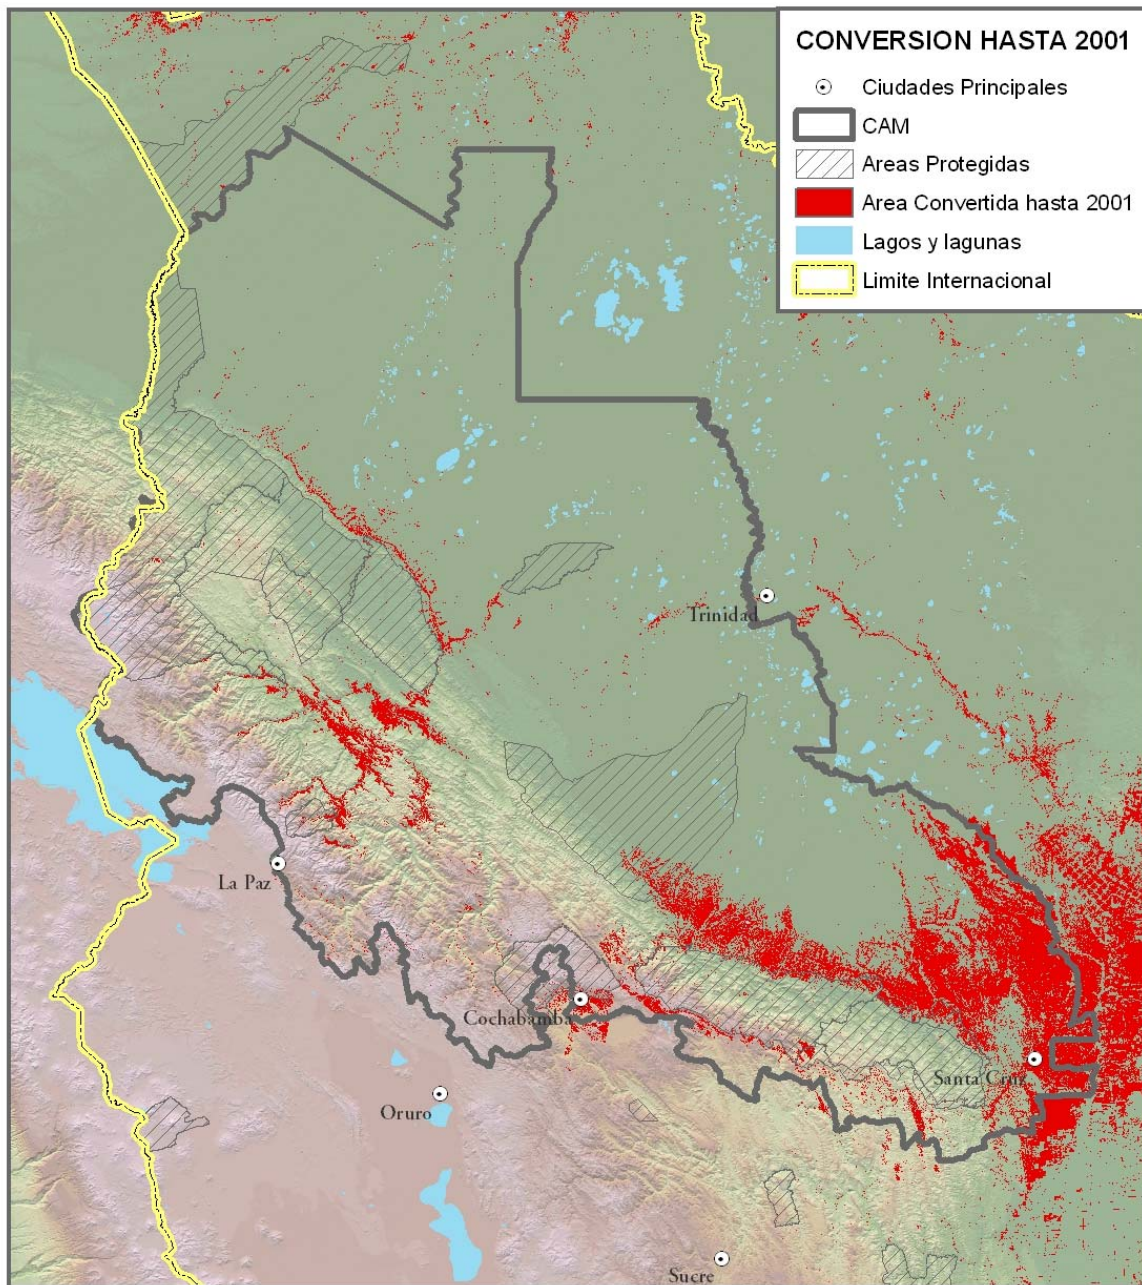 CONVERSION HASTA 2001
Ciudades Principales
CAM
Areas Protegidas
Area Convertida hasta 2001
Lagos y lagunas
Limite Internacional
Trinidad
La Paz
Cochabamba
Santa Cruz
Oruro
Sucre